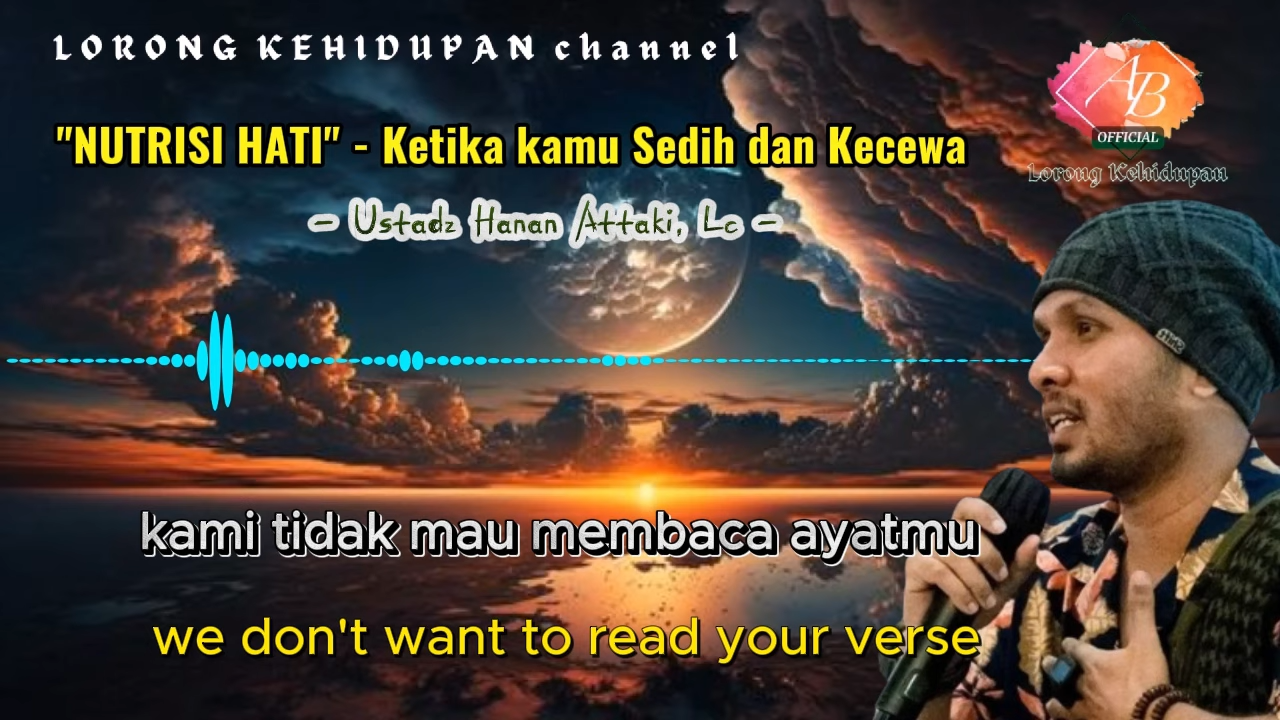 LORONG KEHIDUPAN channel
AB
OFFICIAL
Lorong Kehidupan
"NUTRISI HATI" - Ketika kamu Sedih dan Kecewa
- Ustadz Hanan Attaki, Lc -
kami tidak mau membaca ayatmu
we don't want to read your verse